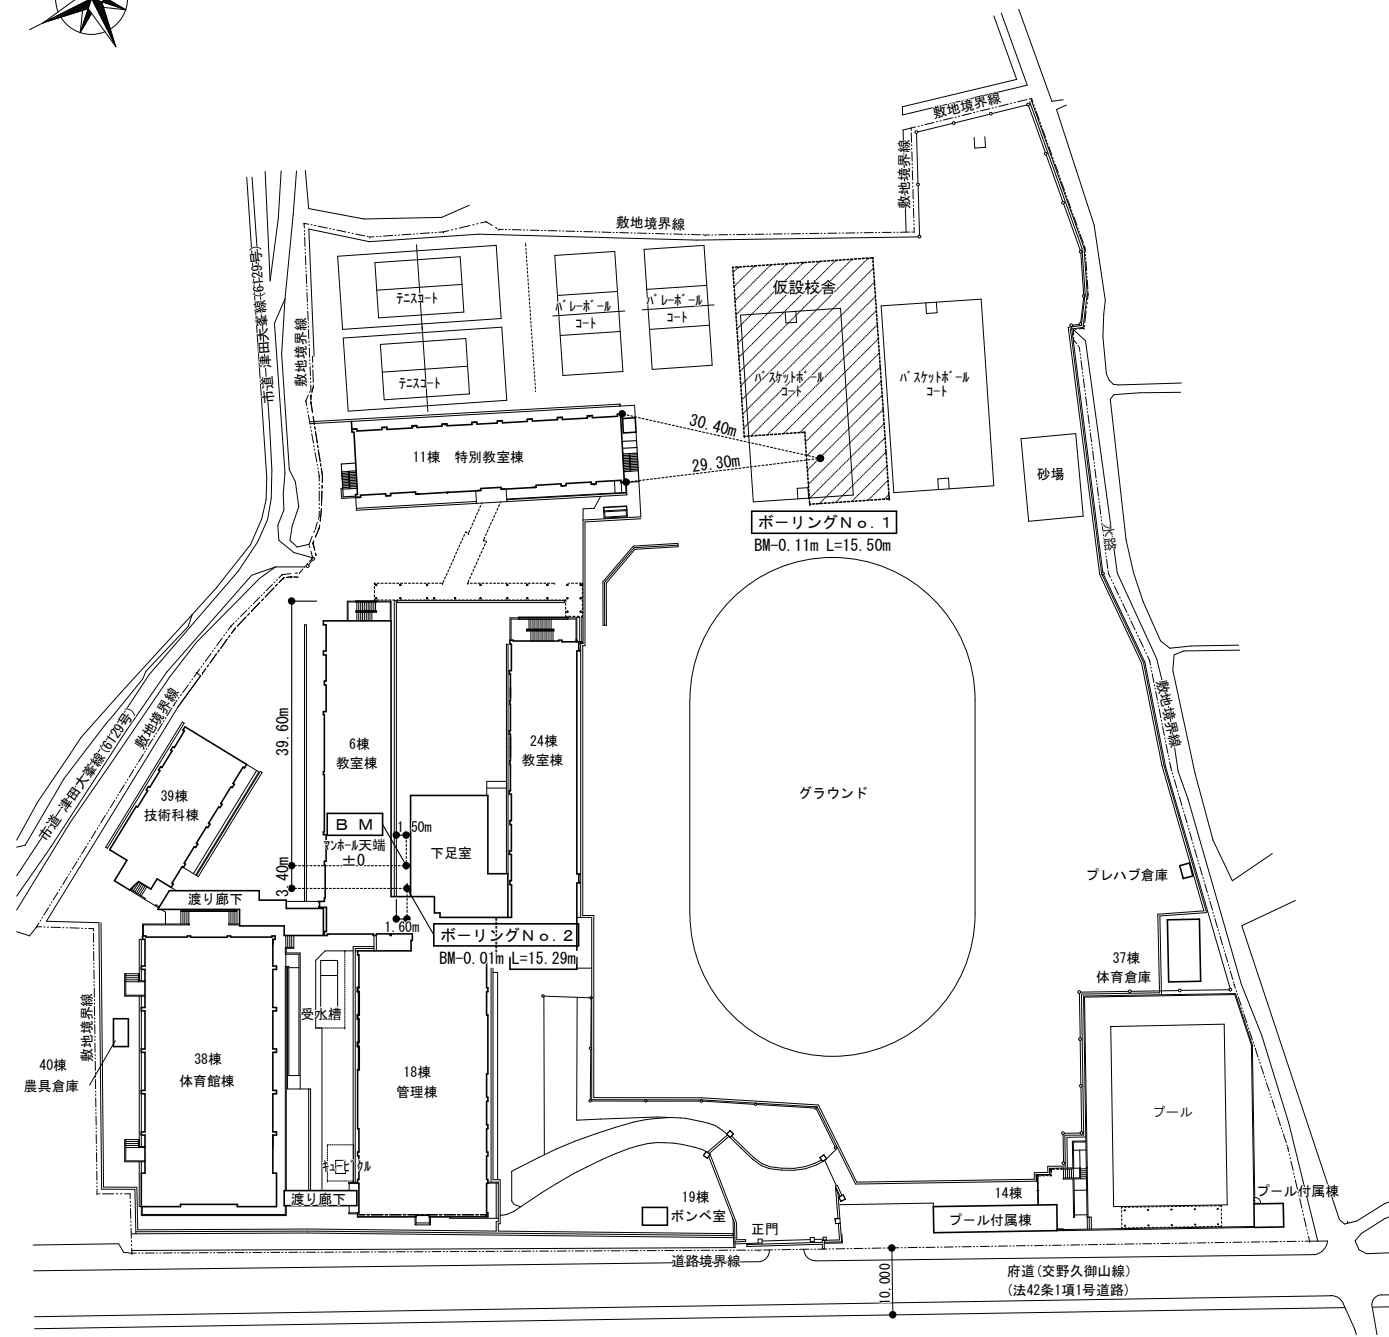 敷地境界線
敷地境界線
敷地境界線
市道-津田大峯線(6129号)
敷地境界線
テニスコート
テニスコート
バレーボール
コート
バレーボール
コート
仮設校舎
バスケットボール
コート
バスケットボール
コート
砂場
水路
11棟 特別教室棟
30.40m
29.30m
ボーリングNo.1
BM-0.11m L=15.50m
敷地境界線
市道-津田大峯線(6129号)
39.60m
6棟
教室棟
24棟
教室棟
グラウンド
敷地境界線
39棟
技術科棟
BM
1.50m
マンホール天端
±0
下足室
3.40m
1.60m
渡り廊下
ボーリングNo.2
BM-0.01m L=15.29m
プレハブ倉庫
37棟
体育倉庫
敷地境界線
受水槽
40棟
農具倉庫
38棟
体育館棟
18棟
管理棟
プール
キュービクル
渡り廊下
19棟
ボンベ室
正門
14棟
プール付属棟
プール付属棟
道路境界線
10,000
府道(交野久御山線)
(法42条1項1号道路)